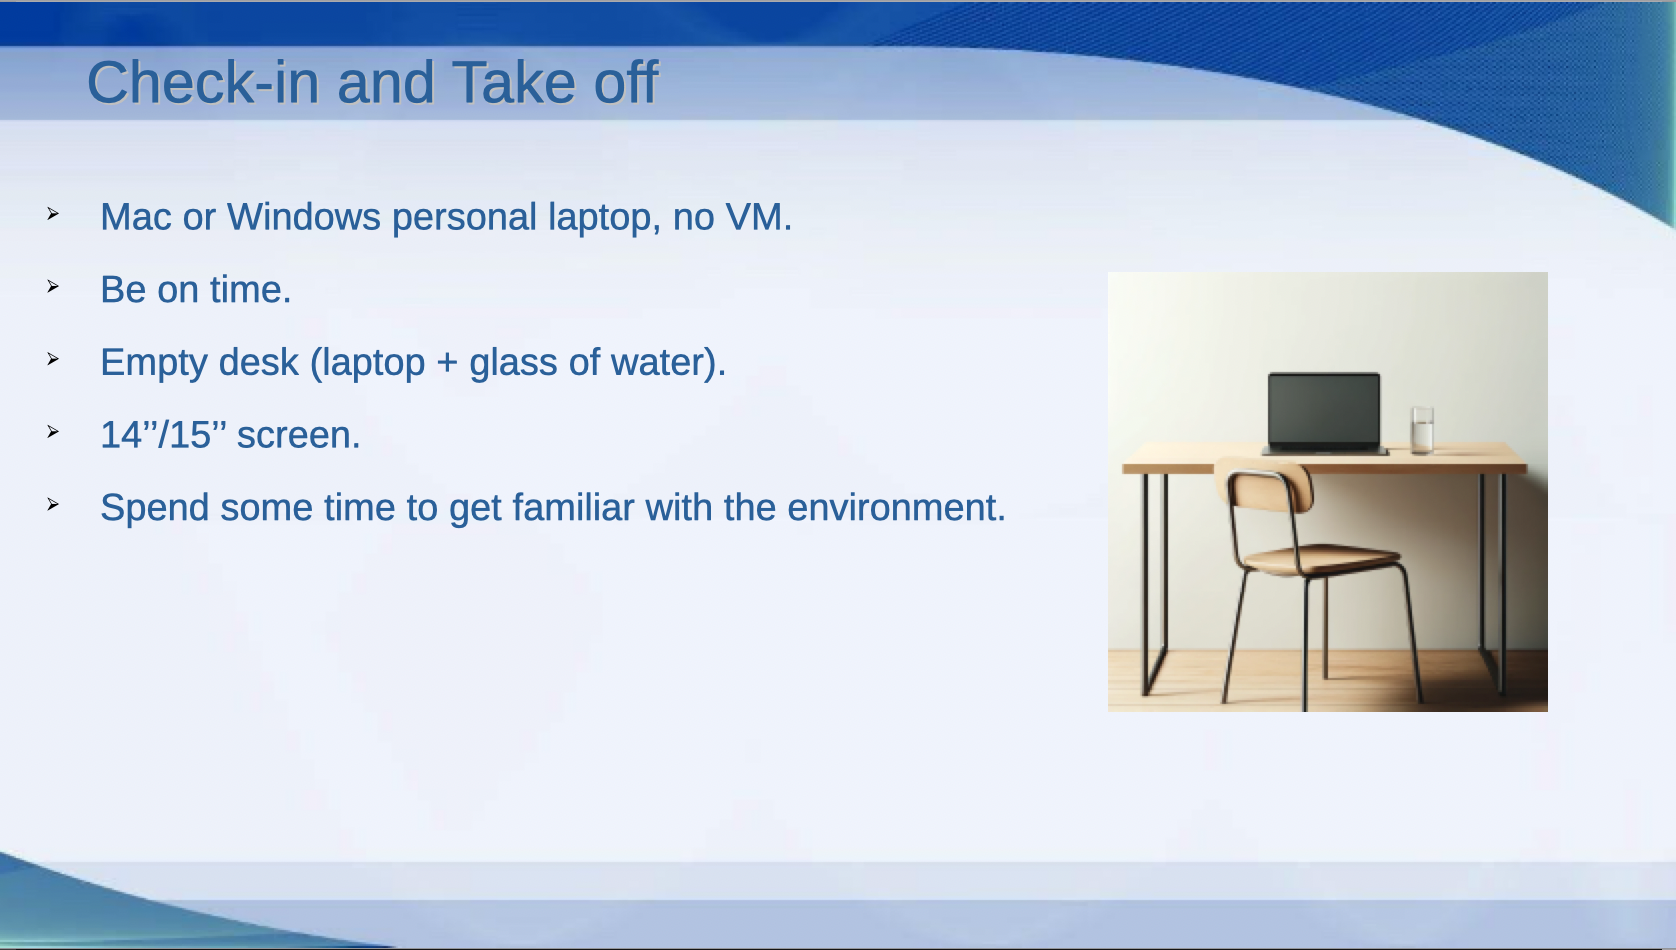 Check-in and Take off
Mac or Windows personal laptop, no VM.
Be on time.
Empty desk (laptop + glass of water).
14’’/15’’ screen.
Spend some time to get familiar with the environment.